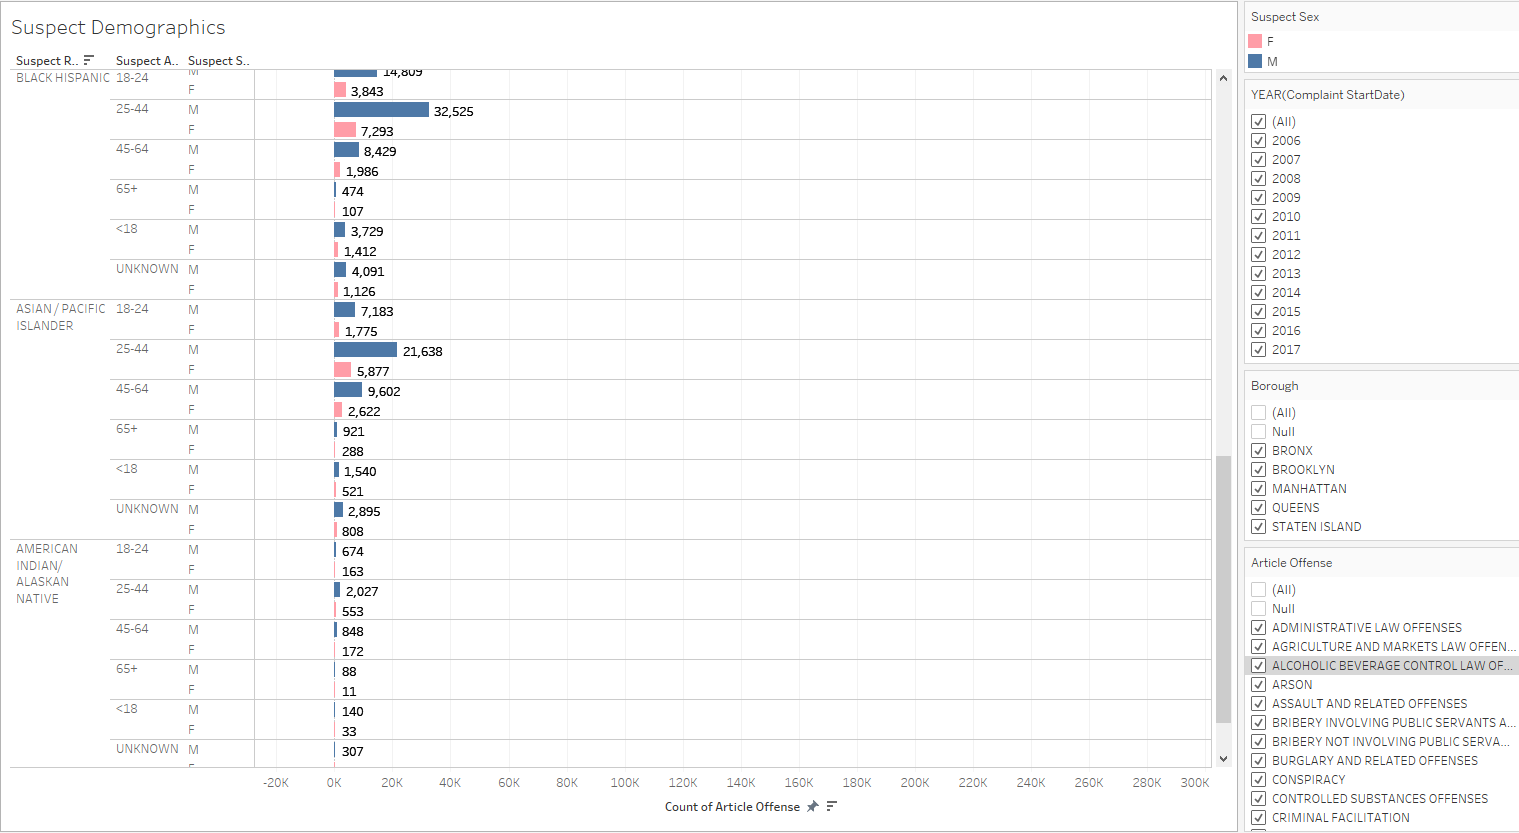 Suspect Demographics
Suspect R.. Suspect A.. Suspect S..
BLACK HISPANIC 18-24 M 14,809
F 3,843
25-44 M 32,525
F 7,293
45-64 M 8,429
F 1,986
65+ M 474
F 107
<18 M 3,729
F 1,412
UNKNOWN M 4,091
F 1,126
ASIAN / PACIFIC 18-24 M 7,183
ISLANDER F 1,775
25-44 M 21,638
F 5,877
45-64 M 9,602
F 2,622
65+ M 921
F 288
<18 M 1,540
F 521
UNKNOWN M 2,895
F 808
AMERICAN 18-24 M 674
INDIAN/ F 163
ALASKAN 25-44 M 2,027
NATIVE F 553
45-64 M 848
F 172
65+ M 88
F 11
<18 M 140
F 33
UNKNOWN M 307
F
-20K 0K 20K 40K 60K 80K 100K 120K 140K 160K 180K 200K 220K 240K 260K 280K 300K
Count of Article Offense
Suspect Sex
F
M
YEAR(Complaint StartDate)
(All)
2006
2007
2008
2009
2010
2011
2012
2013
2014
2015
2016
2017
Borough
(All)
Null
BRONX
BROOKLYN
MANHATTAN
QUEENS
STATEN ISLAND
Article Offense
(All)
Null
ADMINISTRATIVE LAW OFFENSES
AGRICULTURE AND MARKETS LAW OFFEN...
ALCOHOLIC BEVERAGE CONTROL LAW OF...
ARSON
ASSAULT AND RELATED OFFENSES
BRIBERY INVOLVING PUBLIC SERVANTS A...
BRIBERY NOT INVOLVING PUBLIC SERVA...
BURGLARY AND RELATED OFFENSES
CONSPIRACY
CONTROLLED SUBSTANCES OFFENSES
CRIMINAL FACILITATION